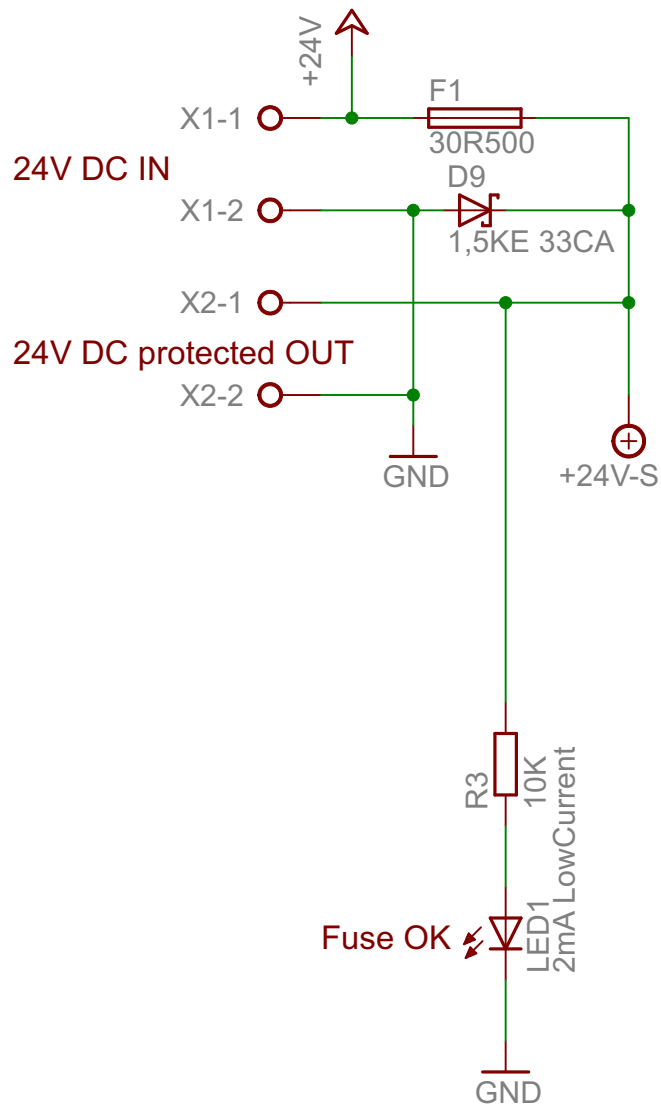 +24V
F1
X1-1
30R500
24V DC IN
D9
X1-2
1,5KE 33CA
X2-1
24V DC protected OUT
X2-2
GND
+24V-S
R3
10K
Fuse OK
LED1
2mA LowCurrent
GND